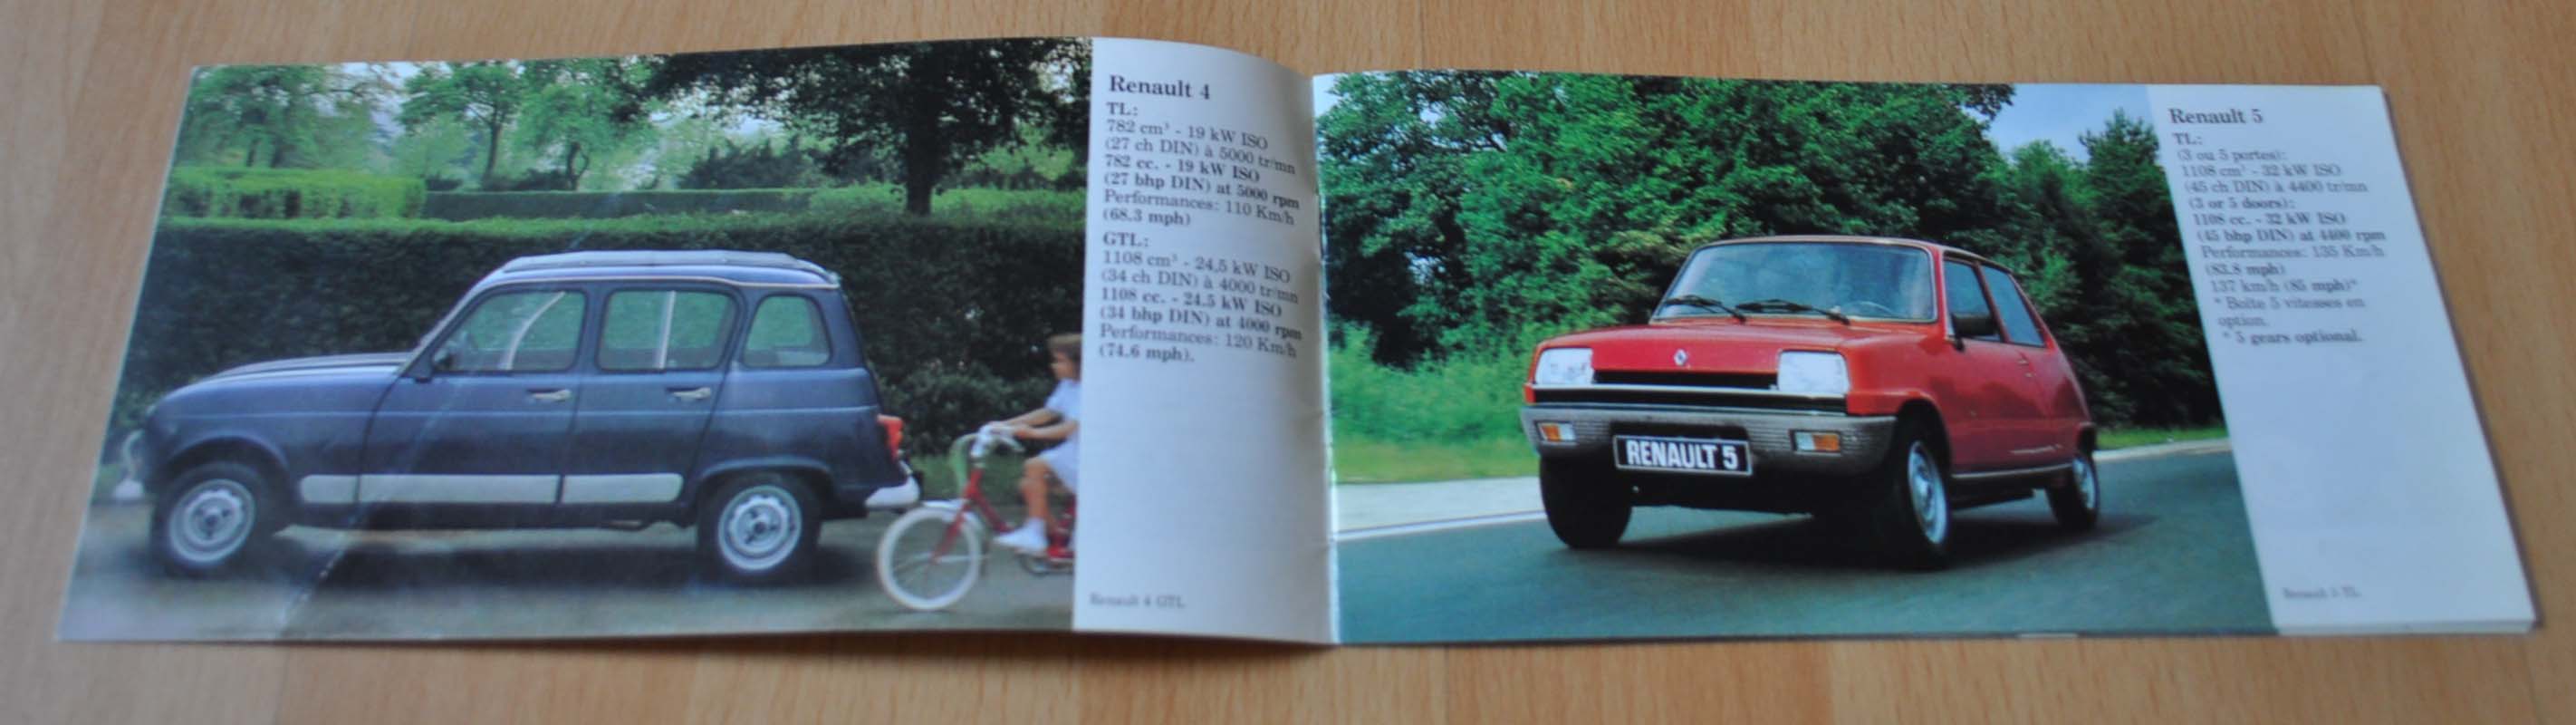 Renault 4
TL:
782 cm³ - 19 kW ISO
(27 ch DIN) à 5000 tr/mn
782 cc. - 19 kW ISO
(27 bhp DIN) at 5000 rpm
Performances: 110 Km/h
(68.3 mph)
GTL:
1108 cm³ - 24,5 kW ISO
(34 ch DIN) à 4000 tr/mn
1108 cc. - 24.5 kW ISO
(34 bhp DIN) at 4000 rpm
Performances: 120 Km/h
(74.6 mph).
Renault 4 GTL
RENAULT 5
Renault 5
TL:
(3 ou 5 portes):
1108 cm³ - 32 kW ISO
(45 ch DIN) à 4400 tr/mn
(3 or 5 doors):
1108 cc. - 32 kW ISO
(45 bhp DIN) at 4400 rpm
Performances: 135 Km/h
(83.8 mph)
137 km/h (85 mph)*
* Boîte 5 vitesses en
option.
* 5 gears optional.
Renault 5 TL